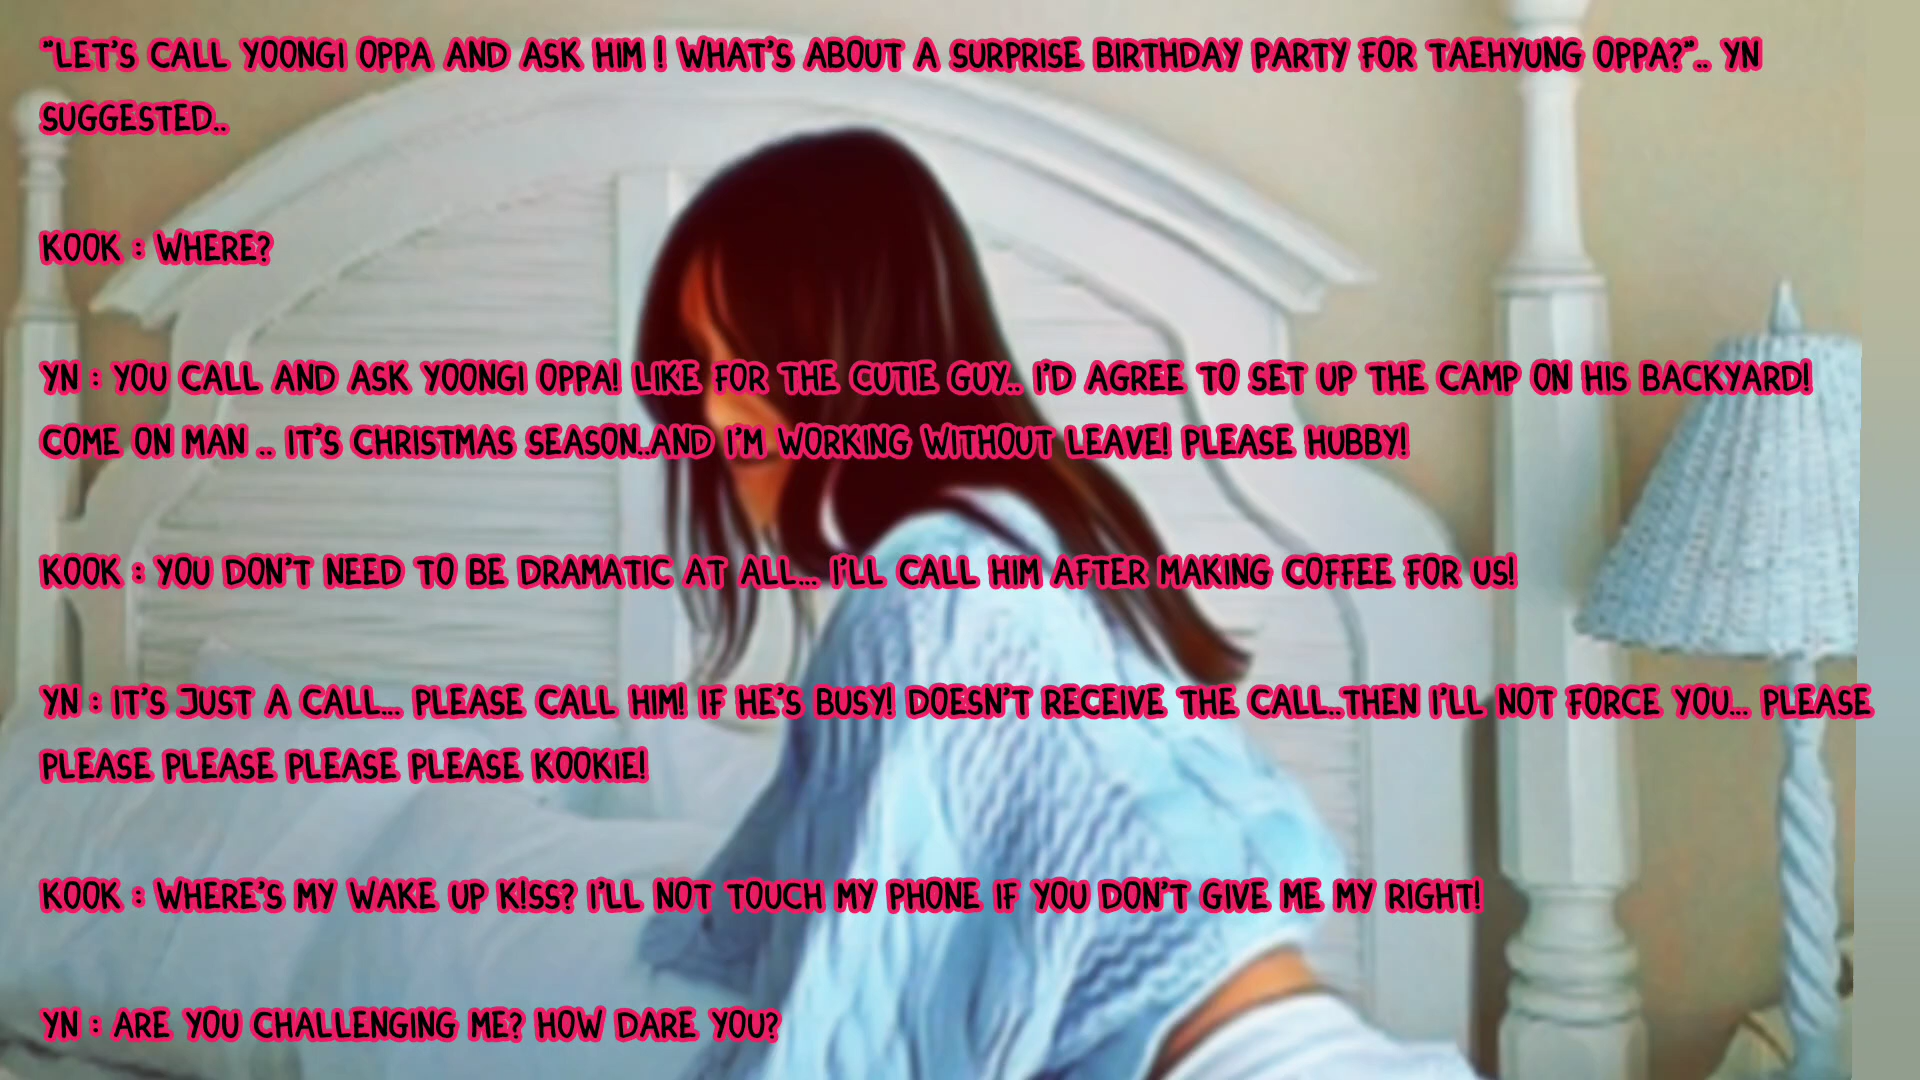 "LET'S CALL YOONGI OPPA AND ASK HIM ! WHAT'S ABOUT A SURPRISE BIRTHDAY PARTY FOR TAEHYUNG OPPA?".. YN
SUGGESTED..
KOOK : WHERE?
YN : YOU CALL AND ASK YOONGI OPPA! LIKE FOR THE CUTIE GUY.. I'D AGREE TO SET UP THE CAMP ON HIS BACKYARD!
COME ON MAN .. IT'S CHRISTMAS SEASON..AND I'M WORKING WITHOUT LEAVE! PLEASE HUBBY!
KOOK : YOU DON'T NEED TO BE DRAMATIC AT ALL... I'LL CALL HIM AFTER MAKING COFFEE FOR US!
YN : IT'S JUST A CALL... PLEASE CALL HIM! IF HE'S BUSY! DOESN'T RECEIVE THE CALL..THEN I'LL NOT FORCE YOU... PLEASE
PLEASE PLEASE PLEASE PLEASE KOOKIE!
KOOK : WHERE'S MY WAKE UP K!SS? I'LL NOT TOUCH MY PHONE IF YOU DON'T GIVE ME MY RIGHT!
YN : ARE YOU CHALLENGING ME? HOW DARE YOU?